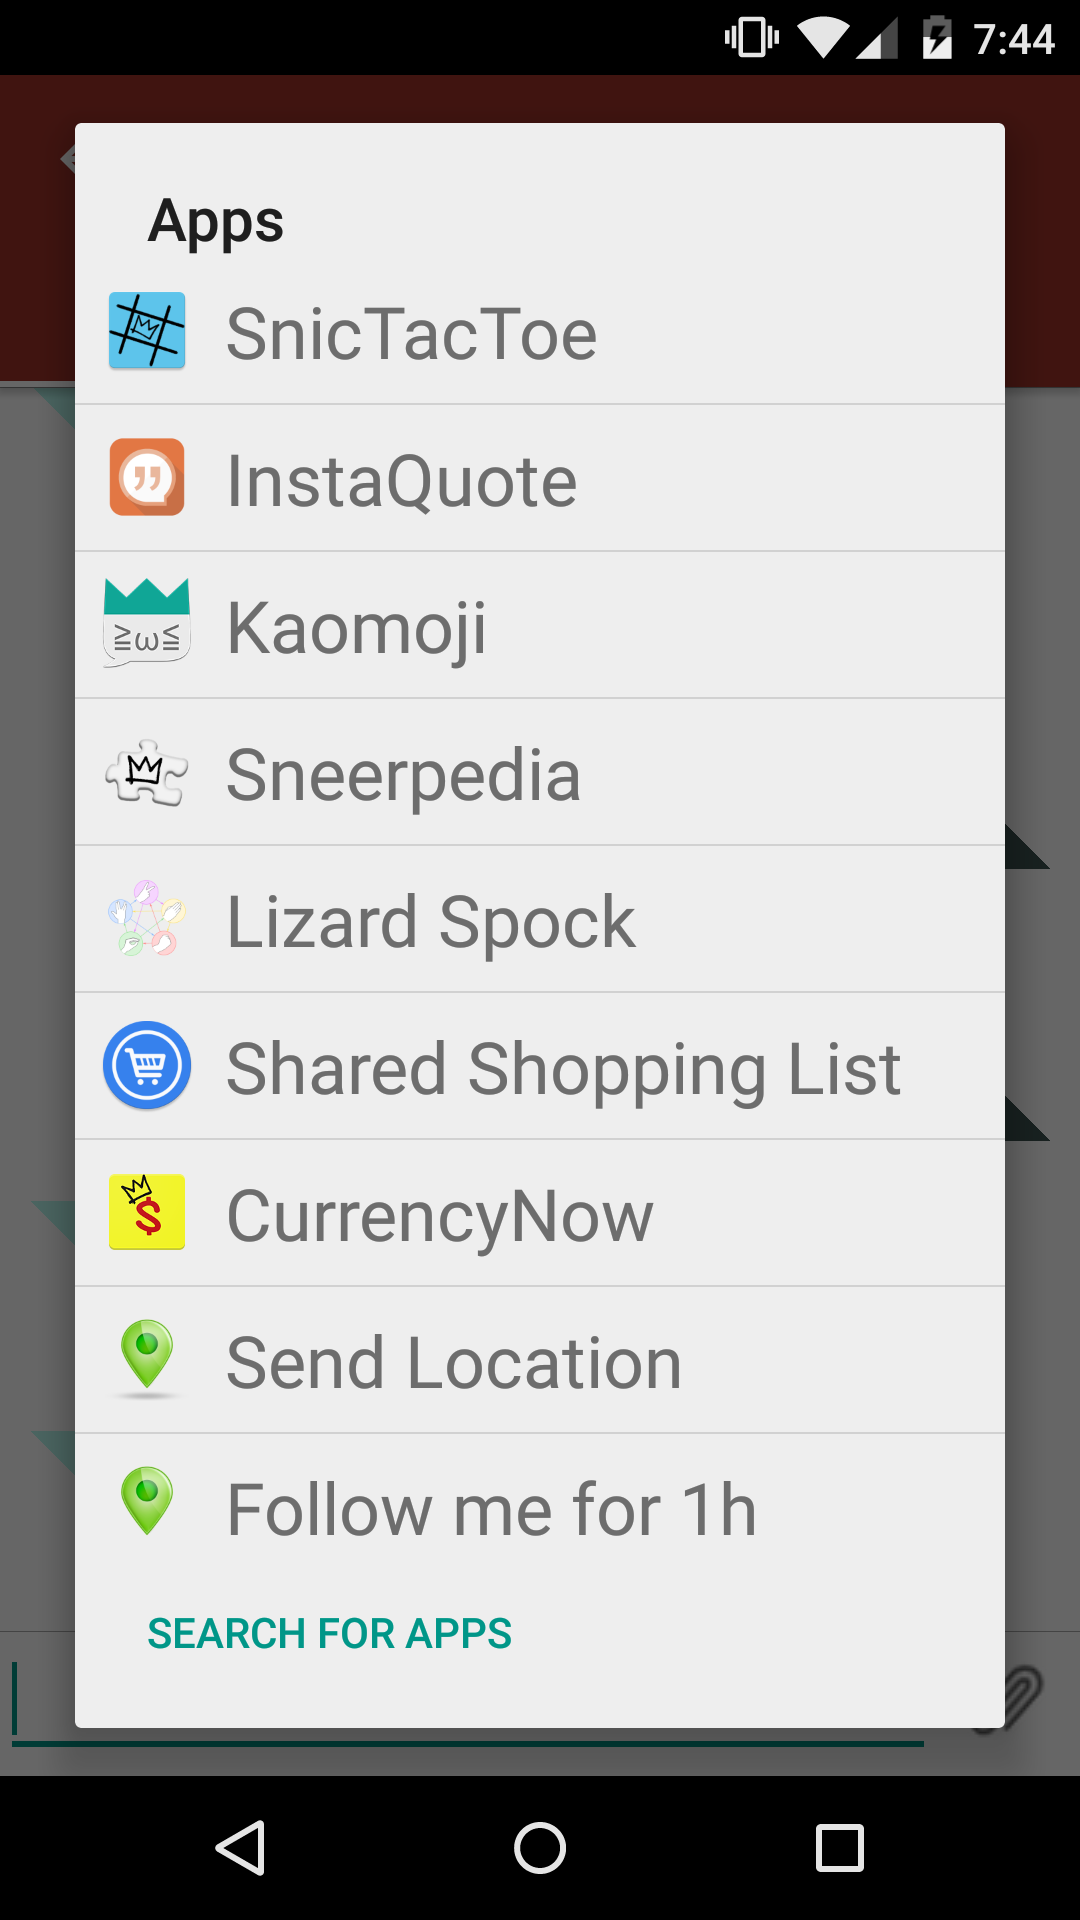 7:44
Apps
SnicTacToe
InstaQuote
≧ω≦
Kaomoji
Sneerpedia
Lizard Spock
Shared Shopping List
$
CurrencyNow
Send Location
Follow me for 1h
SEARCH FOR APPS